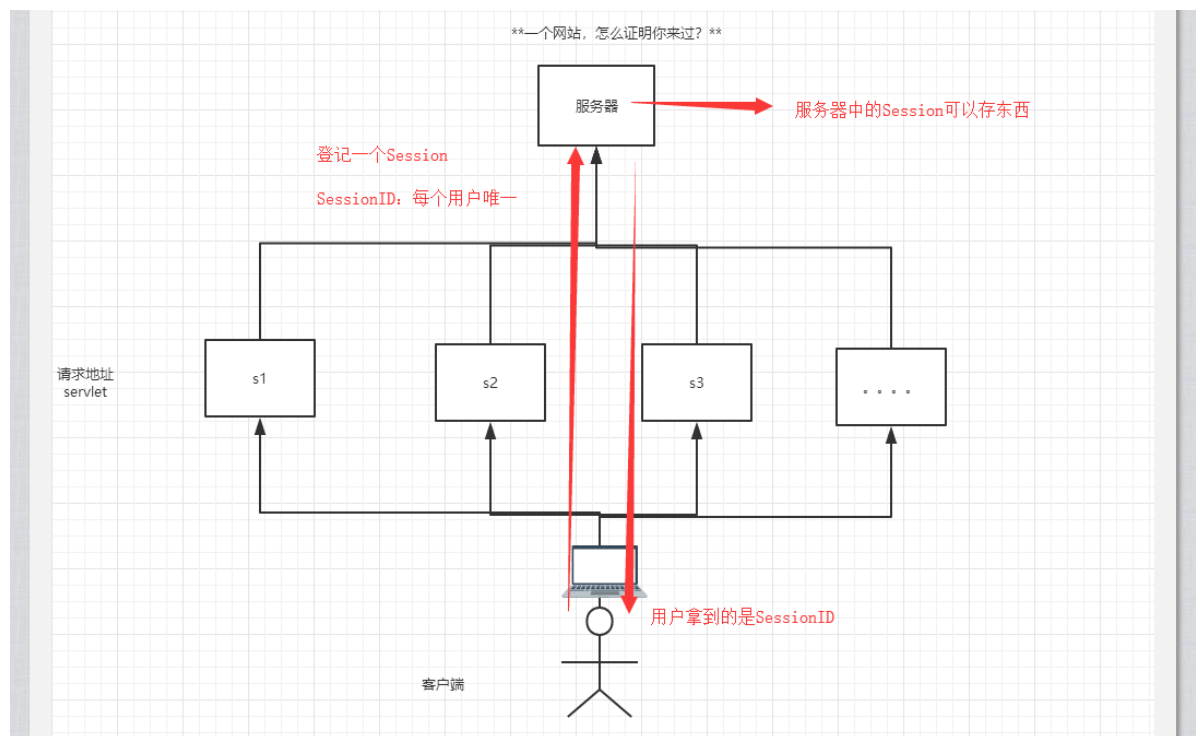 **一个网站，怎么证明你来过？**
服务器
服务器中的Session可以存东西
登记一个Session
SessionID：每个用户唯一
请求地址
servlet
s1
s2
s3
。。。。
用户拿到的是SessionID
客户端